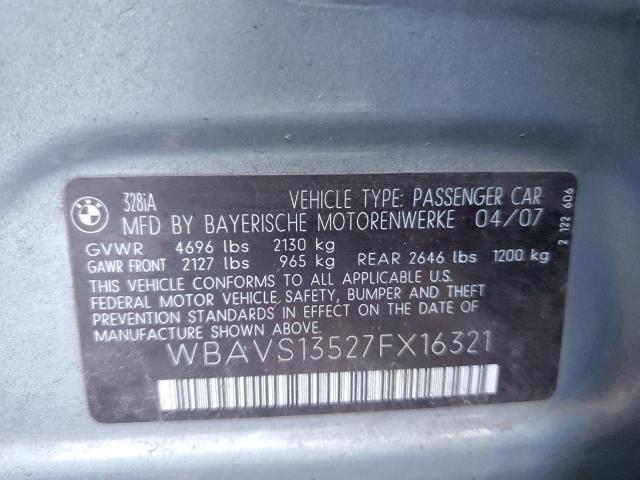 BMW
328iA
VEHICLE TYPE: PASSENGER CAR
MFD BY BAYERISCHE MOTORENWERKE 04/07
GVWR 4696 lbs 2130 kg
GAWR FRONT 2127 lbs 965 kg REAR 2646 lbs 1200 kg
THIS VEHICLE CONFORMS TO ALL APPLICABLE U.S.
FEDERAL MOTOR VEHICLE SAFETY, BUMPER AND THEFT
PREVENTION STANDARDS IN EFFECT ON THE DATE OF
MANUFACTURE SHOWN ABOVE.
WBAVS13527FX16321
2 122 606